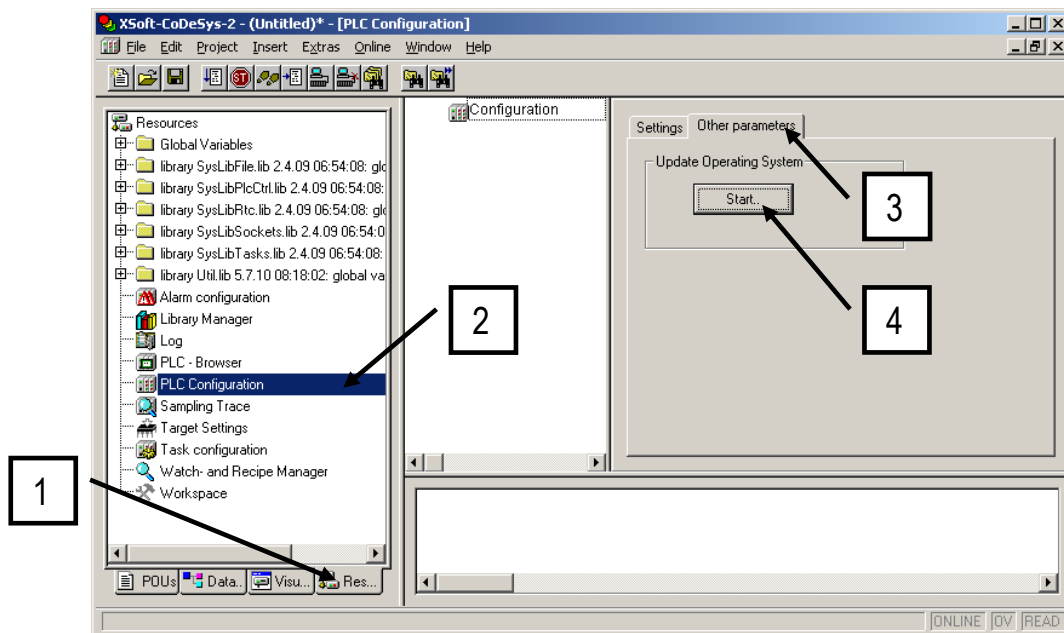 XSoft-CoDeSys-2 - (Untitled)* - [PLC Configuration]
File Edit Project Insert Extras Online Window Help
Resources
Global Variables
library SysLibFile.lib 2.4.09 06:54:08: glo
library SysLibPlcCtrl.lib 2.4.09 06:54:08:
library SysLibRtc.lib 2.4.09 06:54:08: glo
library SysLibSockets.lib 2.4.09 06:54:0
library SysLibTasks.lib 2.4.09 06:54:08:
library Util.lib 5.7.10 08:18:02: global va
Alarm configuration
Library Manager
Log
PLC - Browser
PLC Configuration
Sampling Trace
Target Settings
Task configuration
Watch- and Recipe Manager
Workspace
POUs Data.. Visu... Res...
Configuration
Settings Other parameters
Update Operating System
Start..
1
2
3
4
ONLINE OV READ